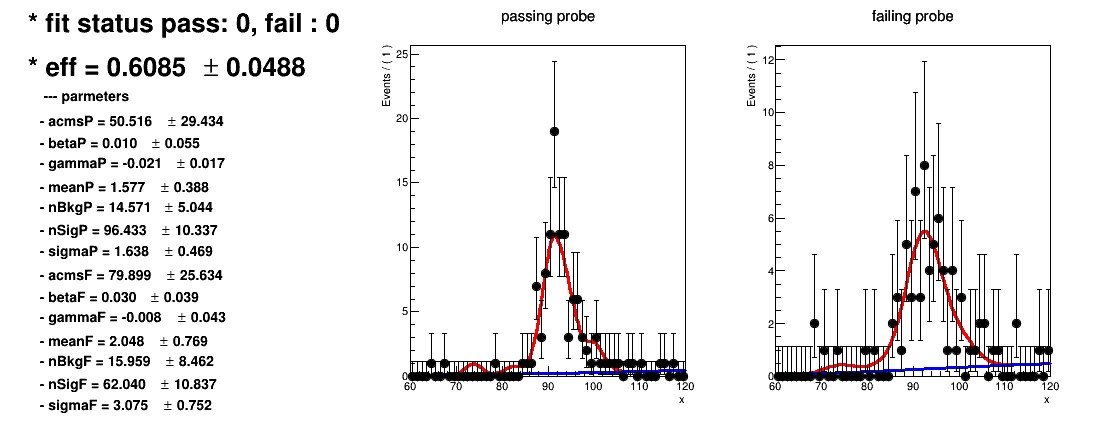 * fit status pass: 0, fail : 0
* eff = 0.6085 ± 0.0488
--- parmeters
- acmsP = 50.516 ± 29.434
- betaP = 0.010 ± 0.055
- gammaP = -0.021 ± 0.017
- meanP = 1.577 ± 0.388
- nBkgP = 14.571 ± 5.044
- nSigP = 96.433 ± 10.337
- sigmaP = 1.638 ± 0.469
- acmsF = 79.899 ± 25.634
- betaF = 0.030 ± 0.039
- gammaF = -0.008 ± 0.043
- meanF = 2.048 ± 0.769
- nBkgF = 15.959 ± 8.462
- nSigF = 62.040 ± 10.837
- sigmaF = 3.075 ± 0.752
passing probe
Events / ( 1 )
25
20
15
10
5
0
60 70 80 90 100 110 120
x
failing probe
Events / ( 1 )
12
10
8
6
4
2
0
60 70 80 90 100 110 120
x